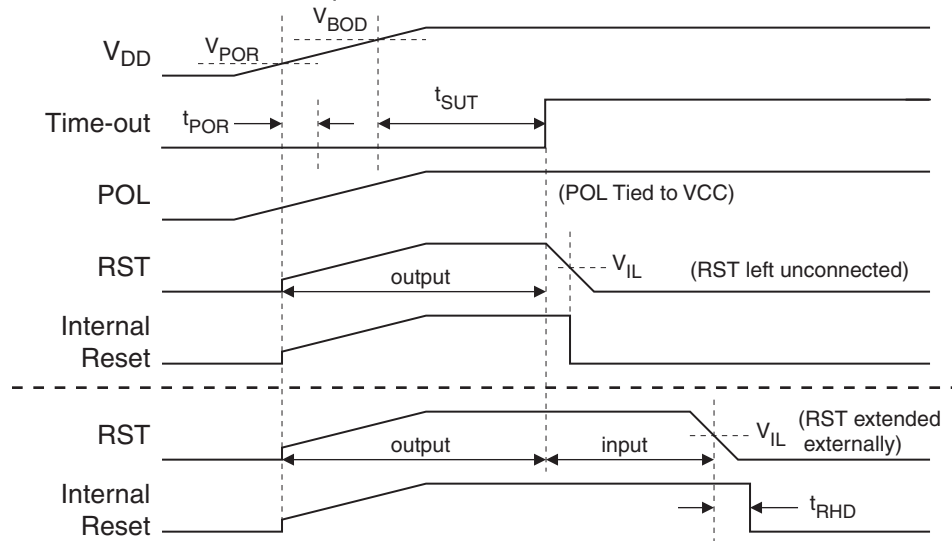 V_BOD
V_POR
V_DD
t_SUT
Time-out
t_POR
POL
(POL Tied to VCC)
RST
V_IL
(RST left unconnected)
output
Internal
Reset
RST
V_IL
(RST extended
externally)
output
input
Internal
Reset
t_RHD